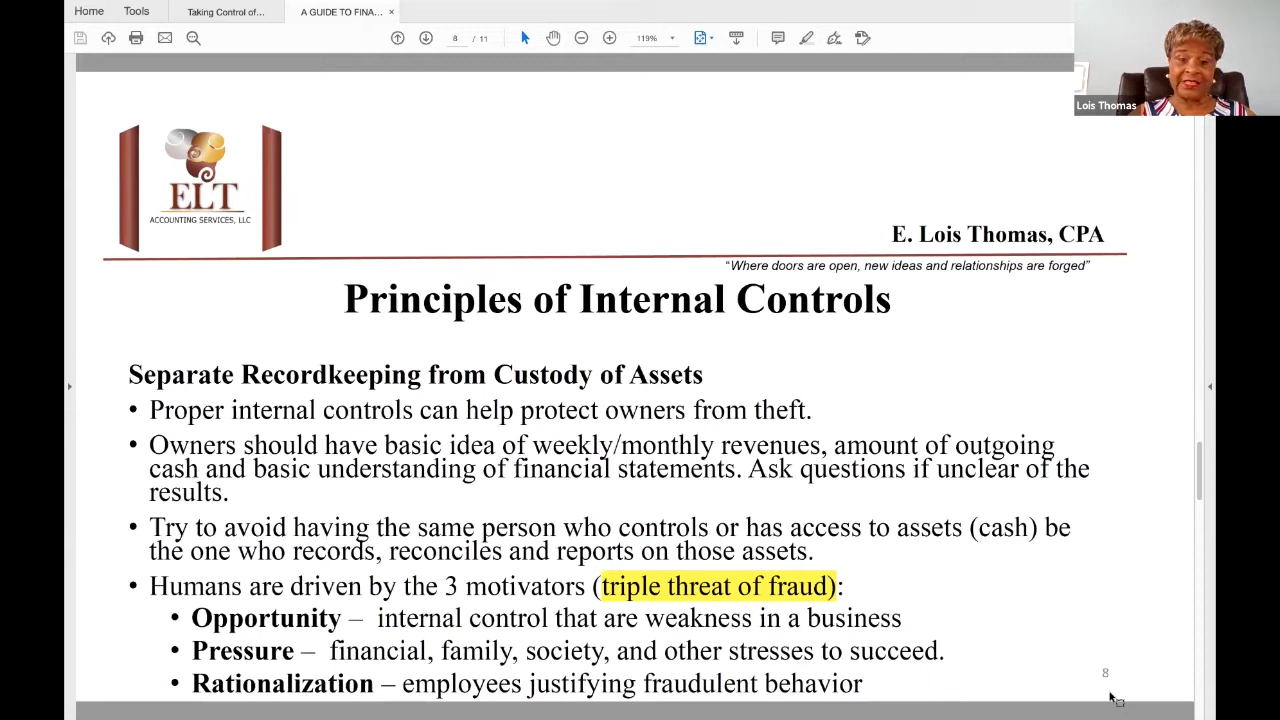 Home
Tools
Taking Control of...
A GUIDE TO FINA...
×
8 / 11
119%
Lois Thomas
ELT
ACCOUNTING SERVICES, LLC
E. Lois Thomas, CPA
“Where doors are open, new ideas and relationships are forged”
Principles of Internal Controls
Separate Recordkeeping from Custody of Assets
• Proper internal controls can help protect owners from theft.
• Owners should have basic idea of weekly/monthly revenues, amount of outgoing
cash and basic understanding of financial statements. Ask questions if unclear of the
results.
• Try to avoid having the same person who controls or has access to assets (cash) be
the one who records, reconciles and reports on those assets.
• Humans are driven by the 3 motivators (triple threat of fraud):
• Opportunity – internal control that are weakness in a business
• Pressure – financial, family, society, and other stresses to succeed.
• Rationalization – employees justifying fraudulent behavior
8